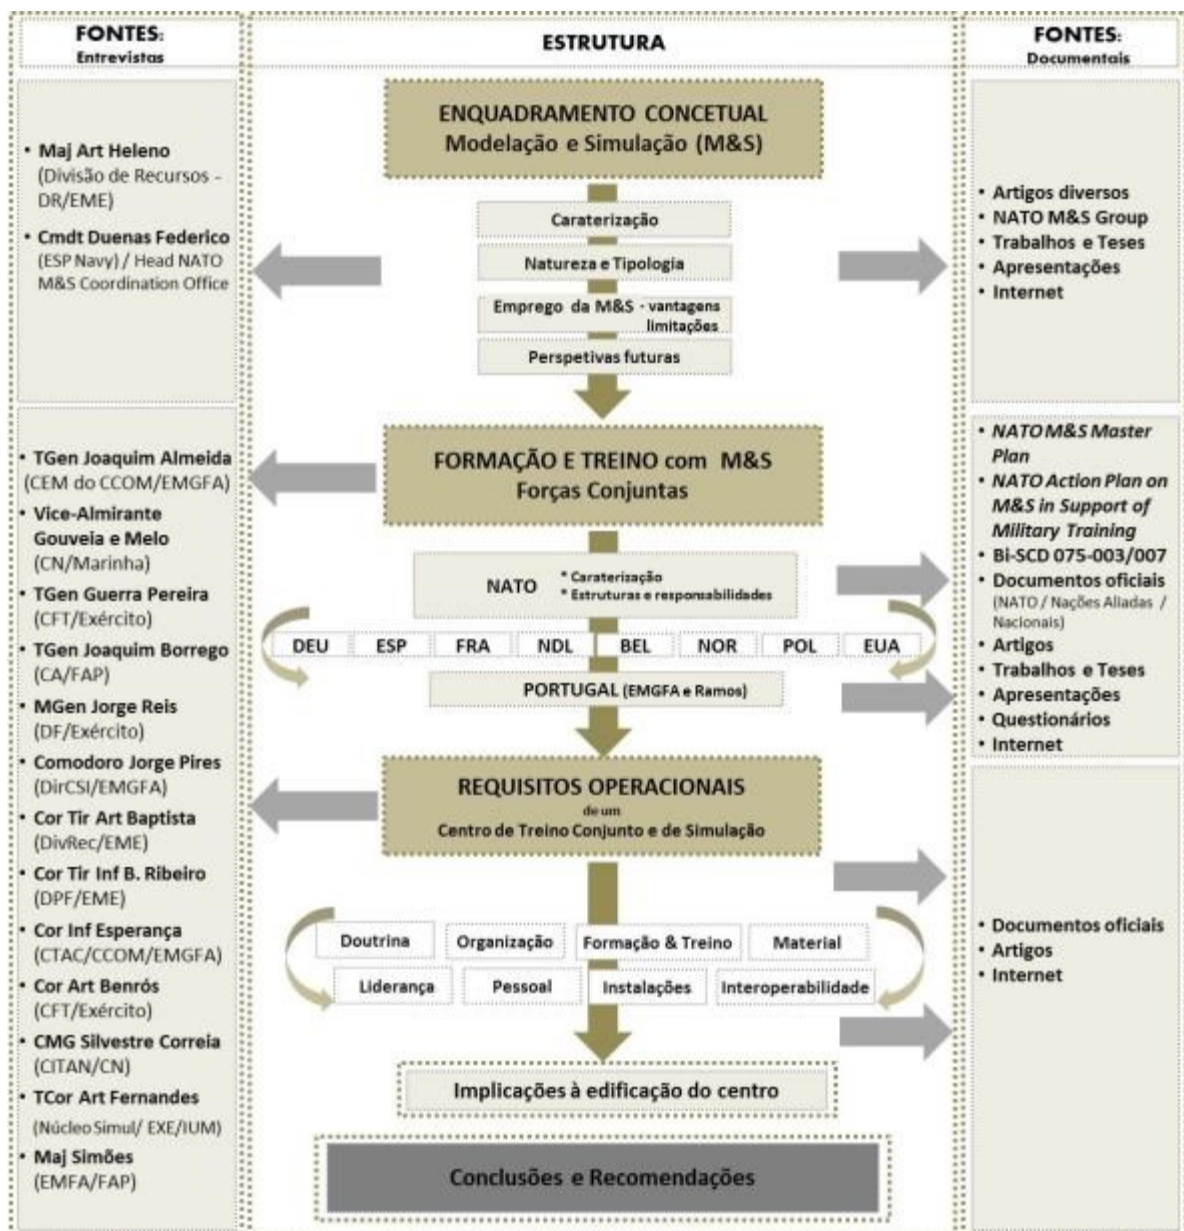 FONTES:
Entrevistas
• Maj Art Heleno
(Divisão de Recursos -
DR/EME)
• Cmdt Duenas Federico
(ESP Navy) / Head NATO
M&S Coordination Office
• TGen Joaquim Almeida
(CEM do CCOM/EMGFA)
• Vice-Almirante
Gouveia e Melo
(CN/Marinha)
• TGen Guerra Pereira
(CFT/Exército)
• TGen Joaquim Borrego
(CA/FAP)
• MGen Jorge Reis
(DF/Exército)
• Comodoro Jorge Pires
(DirCSI/EMGFA)
• Cor Tir Art Baptista
(DivRec/EME)
• Cor Tir Inf B. Ribeiro
(DPF/EME)
• Cor Inf Esperança
(CTAC/CCOM/EMGFA)
• Cor Art Benrós
(CFT/Exército)
• CMG Silvestre Correia
(CITAN/CN)
• TCor Art Fernandes
(Núcleo Simul/ EXE/IUM)
• Maj Simões
(EMFA/FAP)
ESTRUTURA
ENQUADRAMENTO CONCETUAL
Modelação e Simulação (M&S)
Caraterização
Natureza e Tipologia
Emprego da M&S - vantagens
limitações
Perspetivas futuras
FORMAÇÃO E TREINO com M&S
Forças Conjuntas
NATO
* Caraterização
* Estruturas e responsabilidades
DEU ESP FRA NDL BEL NOR POL EUA
PORTUGAL (EMGFA e Ramos)
REQUISITOS OPERACIONAIS
de um
Centro de Treino Conjunto e de Simulação
Doutrina Organização Formação & Treino Material
Liderança Pessoal Instalações Interoperabilidade
Implicações à edificação do centro
Conclusões e Recomendações
FONTES:
Documentais
• Artigos diversos
• NATO M&S Group
• Trabalhos e Teses
• Apresentações
• Internet
• NATO M&S Master
Plan
• NATO Action Plan on
M&S in Support of
Military Training
• Bi-SCD 075-003/007
• Documentos oficiais
(NATO / Nações Aliadas /
Nacionais)
• Artigos
• Trabalhos e Teses
• Apresentações
• Questionários
• Internet
• Documentos oficiais
• Artigos
• Internet